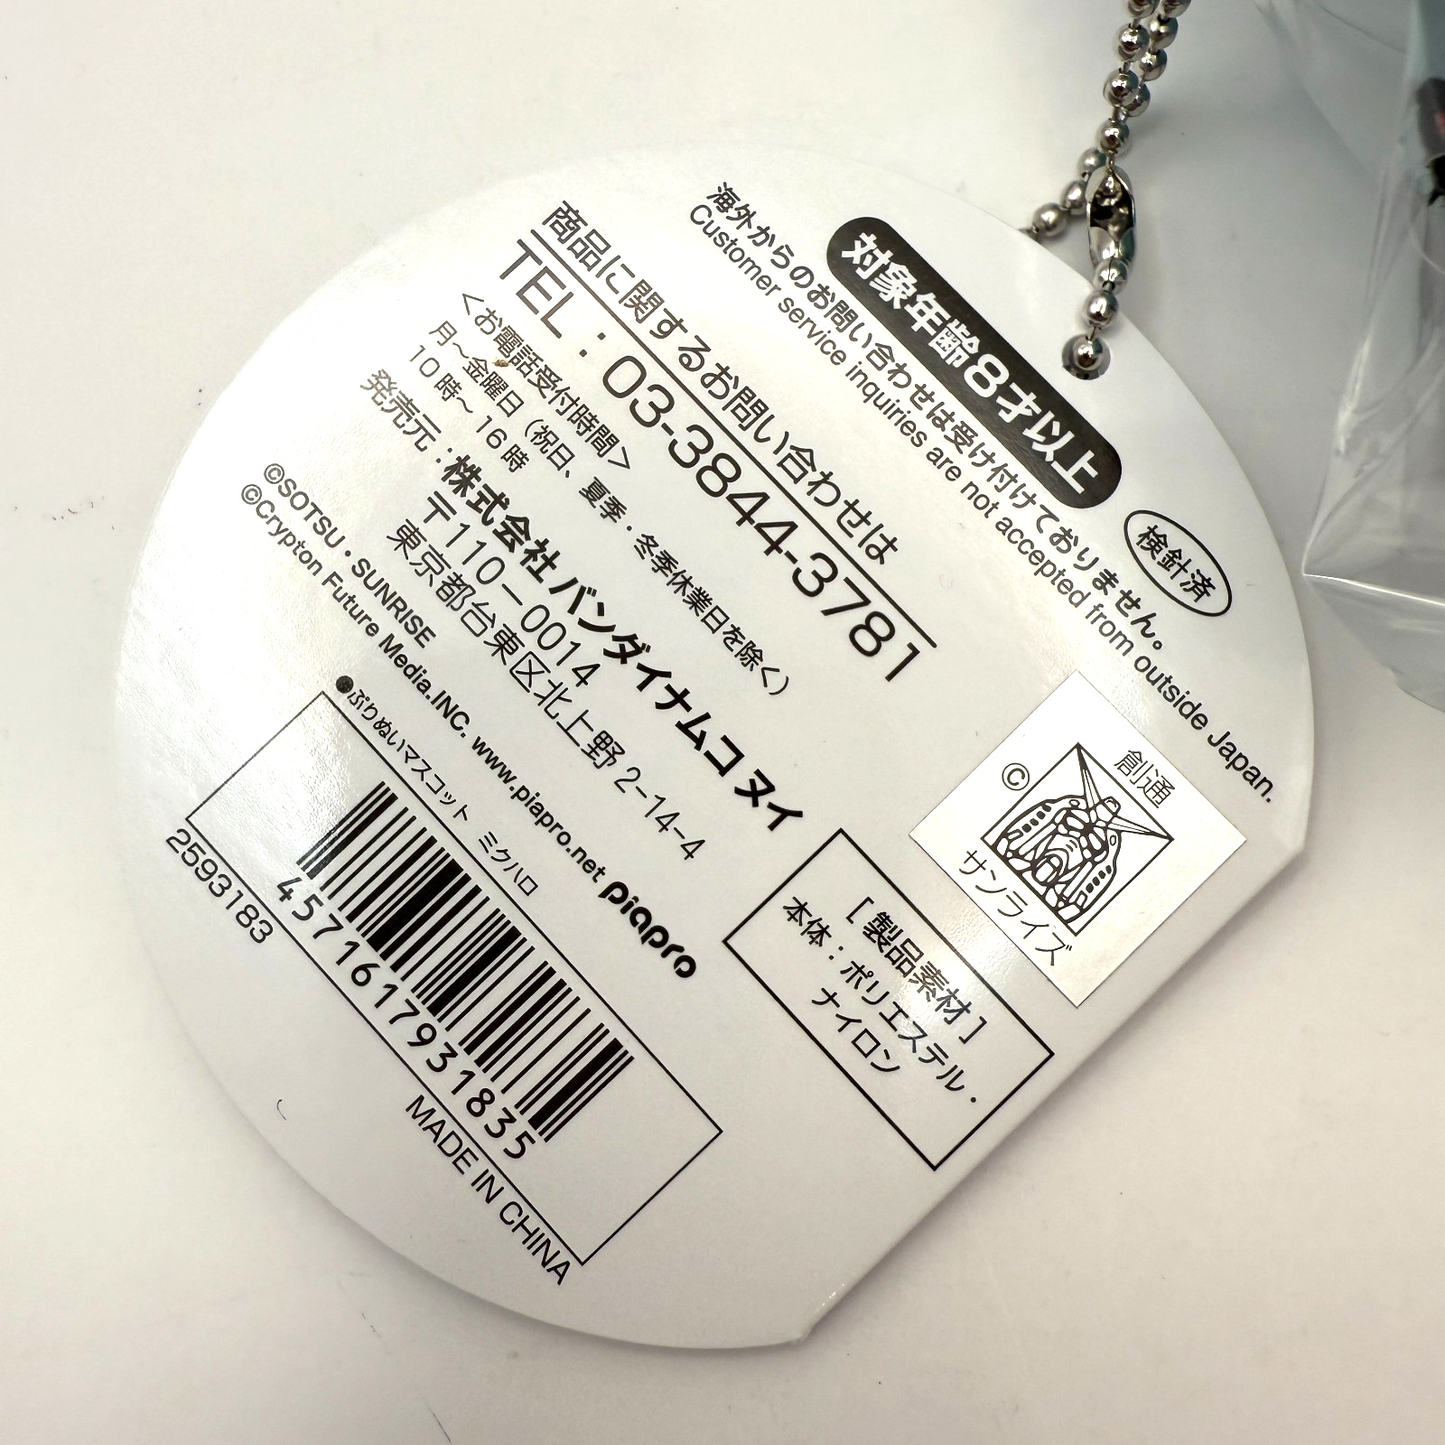 対象年齢8才以上
検針済
海外からのお問い合わせは受け付けておりません。
Customer service inquiries are not accepted from outside Japan.
商品に関するお問い合わせは
TEL:03-3844-3781
<お電話受付時間>
月~金曜日(祝日、夏季・冬季休業日を除く)
10時~16時
発売元:株式会社バンダイナムコヌイ
〒110-0014
東京都台東区北上野2-14-4
©SOTSU・SUNRISE
©Crypton Future Media,INC. www.piapro.net piapro
●ぷりぬいマスコット ミクハロ
4571617931835
2593183
MADE IN CHINA
[製品素材]
本体:ポリエステル・
ナイロン
創通
©
サンライズ